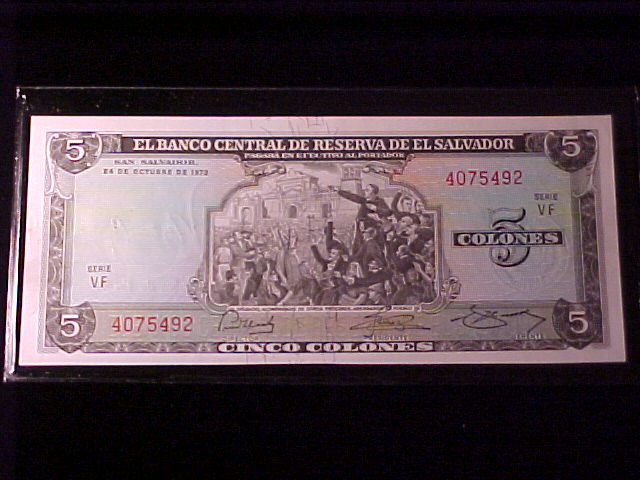 5 EL BANCO CENTRAL DE RESERVA DE EL SALVADOR 5
PAGARÁ EN EFECTIVO AL PORTADOR
SAN SALVADOR,
24 DE OCTUBRE DE 1972
4075492
SERIE
VF
5
COLONES
SERIE
VF
5 4075492 5
CINCO COLONES